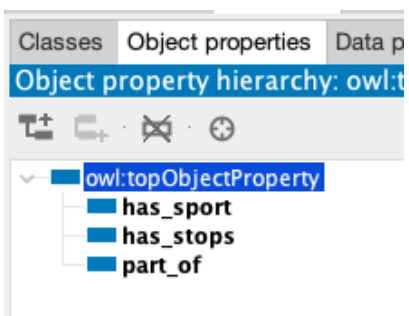 Classes Object properties Data p
Object property hierarchy: owl:t
owl:topObjectProperty
has_sport
has_stops
part_of